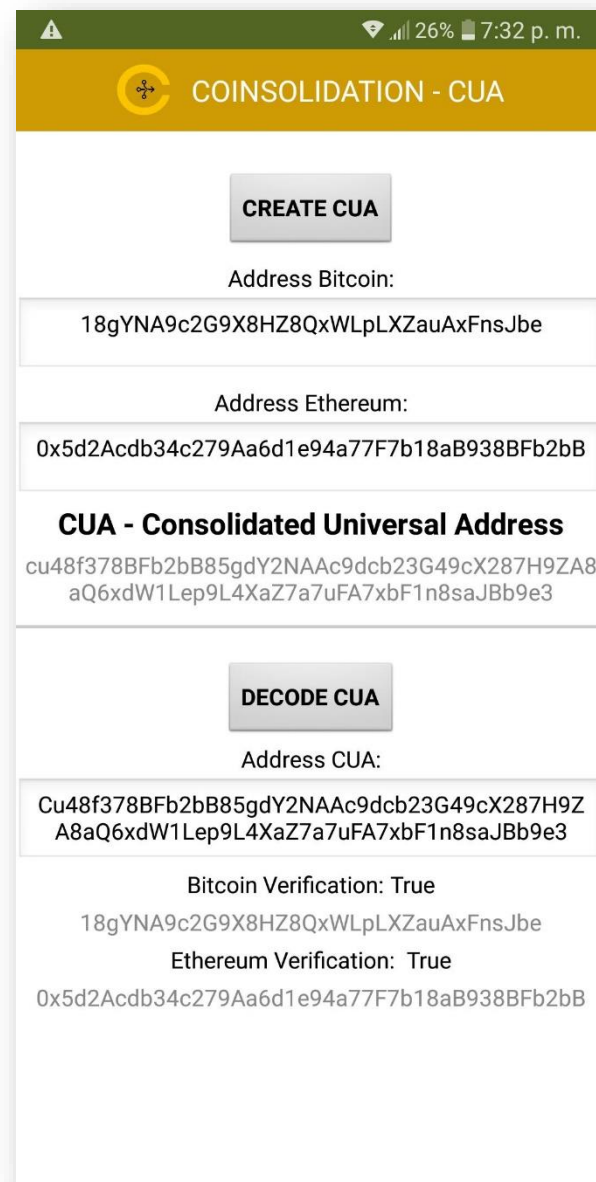 26% 7:32 p. m.
COINSOLIDATION - CUA
CREATE CUA
Address Bitcoin:
18gYNA9c2G9X8HZ8QxWLpLXZauAxFnsJbe
Address Ethereum:
0x5d2Acdb34c279Aa6d1e94a77F7b18aB938BFb2bB
CUA - Consolidated Universal Address
cu48f378BFb2bB85gdY2NAAc9dcb23G49cX287H9ZA8
aQ6xdW1Lep9L4XaZ7a7uFA7xbF1n8saJBb9e3
DECODE CUA
Address CUA:
Cu48f378BFb2bB85gdY2NAAc9dcb23G49cX287H9Z
A8aQ6xdW1Lep9L4XaZ7a7uFA7xbF1n8saJBb9e3
Bitcoin Verification: True
18gYNA9c2G9X8HZ8QxWLpLXZauAxFnsJbe
Ethereum Verification: True
0x5d2Acdb34c279Aa6d1e94a77F7b18aB938BFb2bB